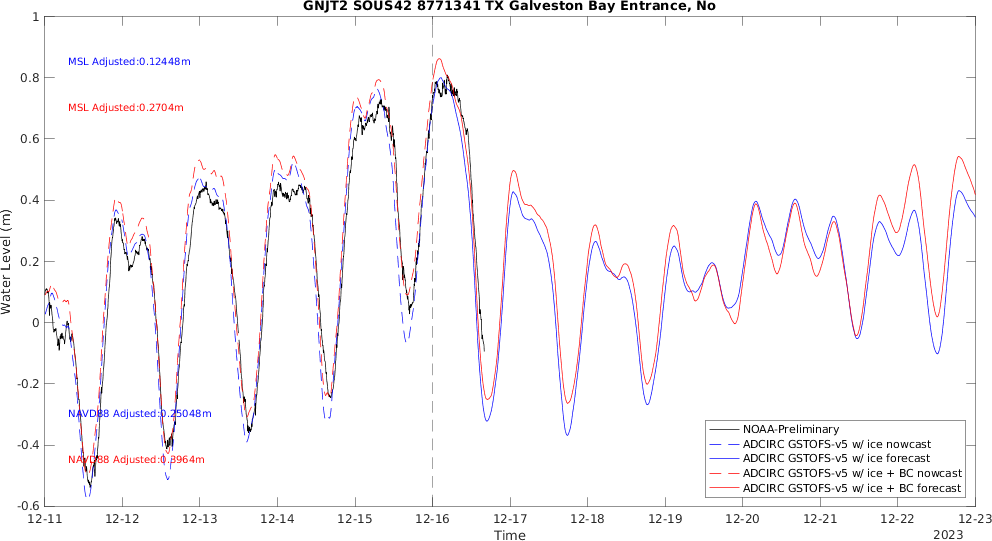 GNJT2 SOUS42 8771341 TX Galveston Bay Entrance, No
Water Level (m)
1
0.8
0.6
0.4
0.2
0
-0.2
-0.4
-0.6
MSL Adjusted:0.12448m
MSL Adjusted:0.2704m
NAVD88 Adjusted:0.25048m
NAVD88 Adjusted:0.3964m
NOAA-Preliminary
ADCIRC GSTOFS-v5 w/ ice nowcast
ADCIRC GSTOFS-v5 w/ ice forecast
ADCIRC GSTOFS-v5 w/ ice + BC nowcast
ADCIRC GSTOFS-v5 w/ ice + BC forecast
12-11 12-12 12-13 12-14 12-15 12-16 12-17 12-18 12-19 12-20 12-21 12-22 12-23
Time
2023